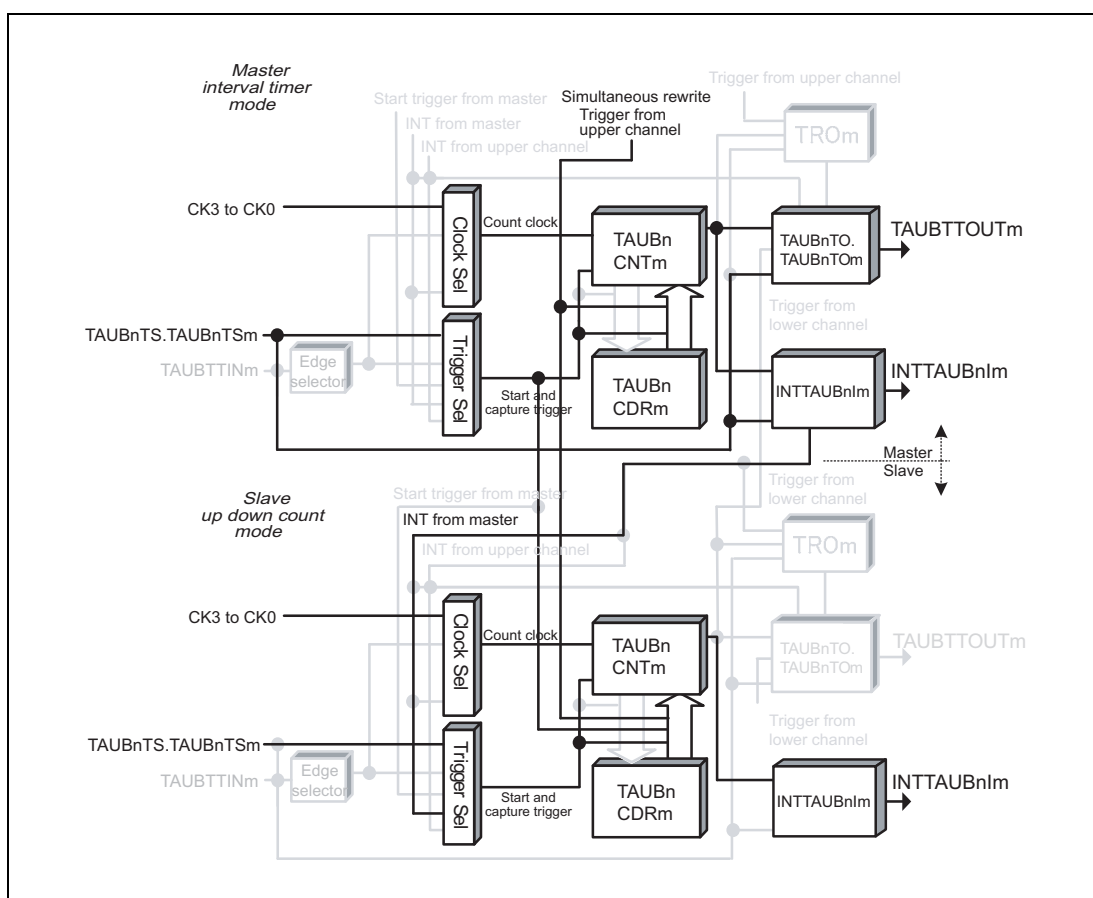 Master
interval timer
mode
Trigger from upper channel
Start trigger from master
INT from master
INT from upper channel
Simultaneous rewrite
Trigger from
upper channel
TROm
CK3 to CK0
Clock Sel
Count clock
TAUBn
CNTm
TAUBnTO.
TAUBnTOm
TAUBTTOUTm
Trigger from
lower channel
TAUBnTS.TAUBnTSm
TAUBTTINm
Edge
selector
Trigger Sel
Start and
capture trigger
TAUBn
CDRm
INTTAUBnIm
INTTAUBnIm
Master
Slave
Slave
up down count
mode
Start trigger from master
INT from master
INT from upper channel
Trigger from
lower channel
TROm
CK3 to CK0
Clock Sel
Count clock
TAUBn
CNTm
TAUBnTO.
TAUBnTOm
TAUBTTOUTm
Trigger from
lower channel
TAUBnTS.TAUBnTSm
TAUBTTINm
Edge
selector
Trigger Sel
Start and
capture trigger
TAUBn
CDRm
INTTAUBnIm
INTTAUBnIm